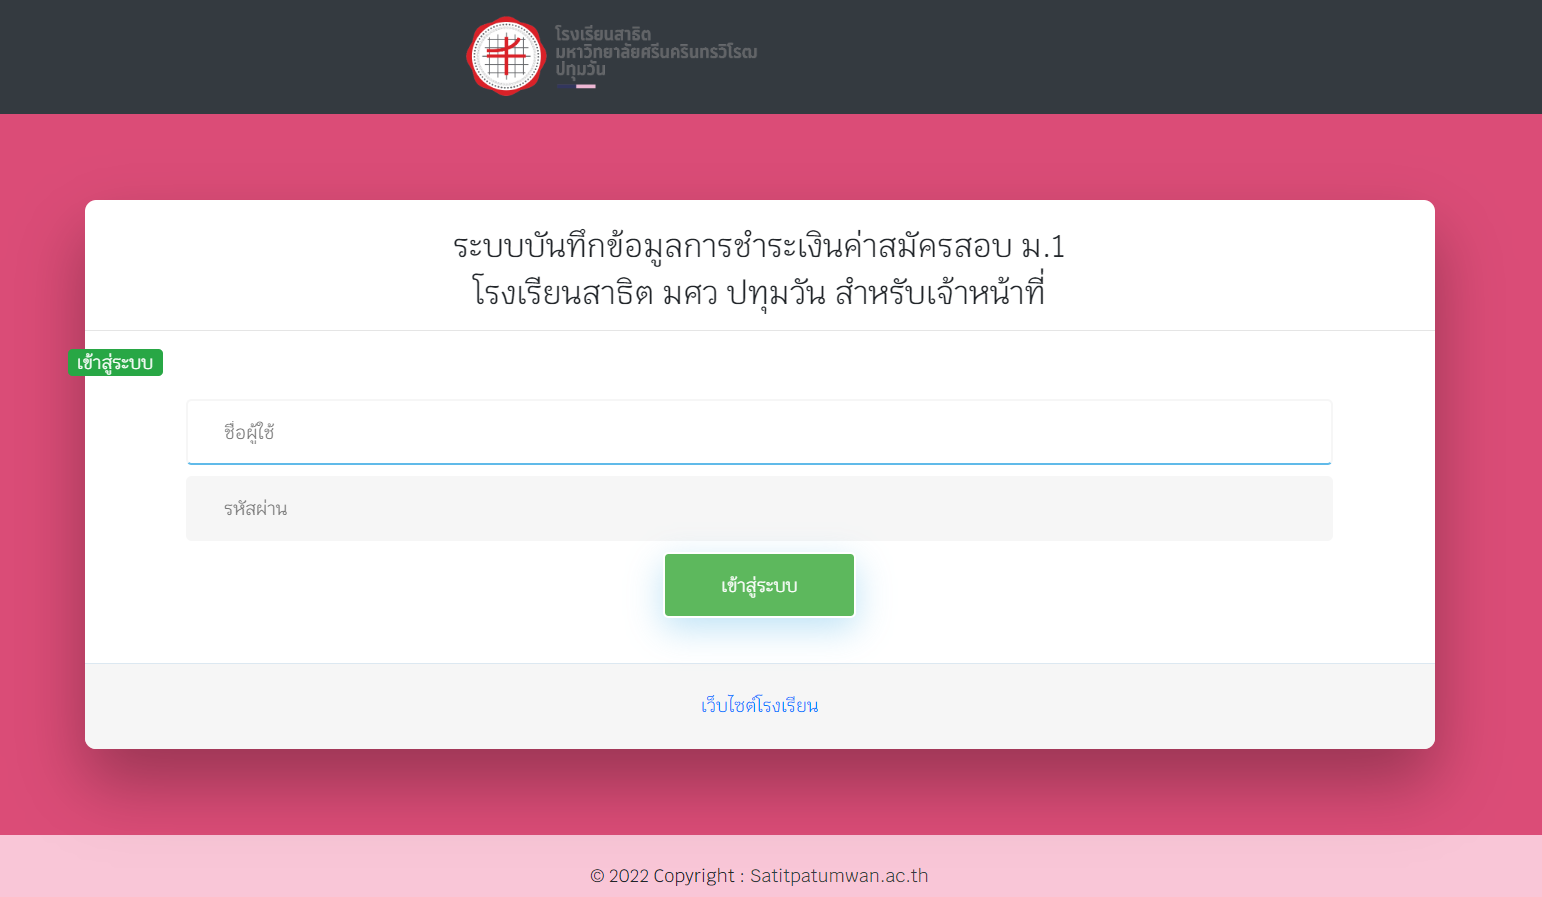 โรงเรียนสาธิต
มหาวิทยาลัยศรีนครินทรวิโรฒ
ปทุมวัน
ระบบบันทึกข้อมูลการชำระเงินค่าสมัครสอบ ม.1
โรงเรียนสาธิต มศว ปทุมวัน สำหรับเจ้าหน้าที่
เข้าสู่ระบบ
ชื่อผู้ใช้
รหัสผ่าน
เข้าสู่ระบบ
เว็บไซต์โรงเรียน
© 2022 Copyright : Satitpatumwan.ac.th